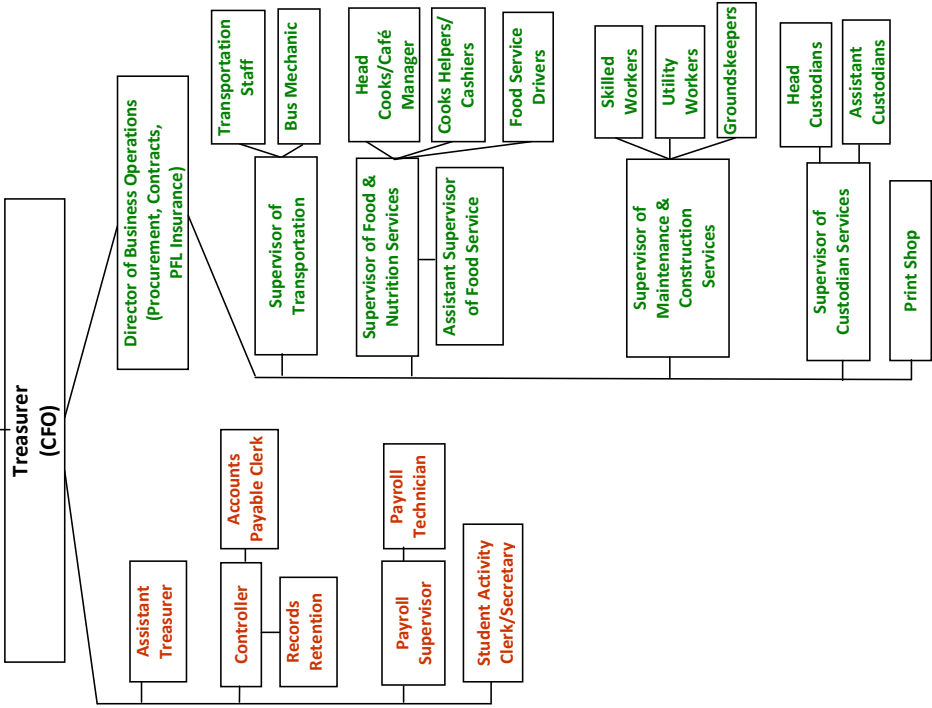 Treasurer
(CFO)
Director of Business Operations
(Procurement, Contracts,
PFL Insurance)
Assistant
Treasurer
Controller
Accounts
Payable Clerk
Records
Retention
Payroll
Supervisor
Payroll
Technician
Student Activity
Clerk/Secretary
Supervisor of
Transportation
Transportation
Staff
Bus Mechanic
Supervisor of Food &
Nutrition Services
Head
Cooks/Café
Manager
Cooks Helpers/
Cashiers
Food Service
Drivers
Assistant Supervisor
of Food Service
Supervisor of
Maintenance &
Construction
Services
Skilled
Workers
Utility
Workers
Groundskeepers
Supervisor of
Custodian Services
Head
Custodians
Assistant
Custodians
Print Shop